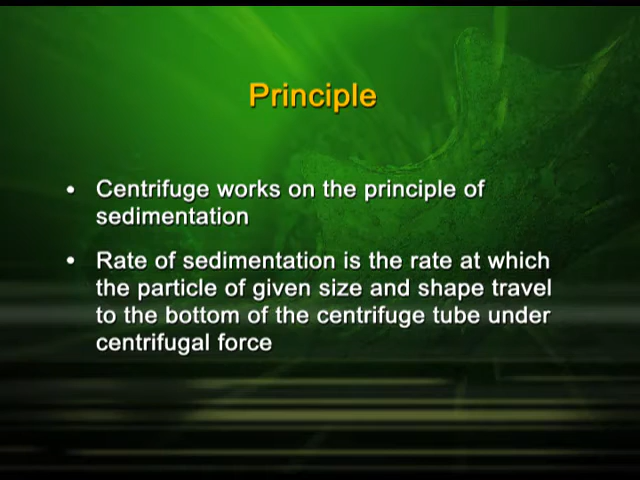 Principle
• Centrifuge works on the principle of
sedimentation
• Rate of sedimentation is the rate at which
the particle of given size and shape travel
to the bottom of the centrifuge tube under
centrifugal force